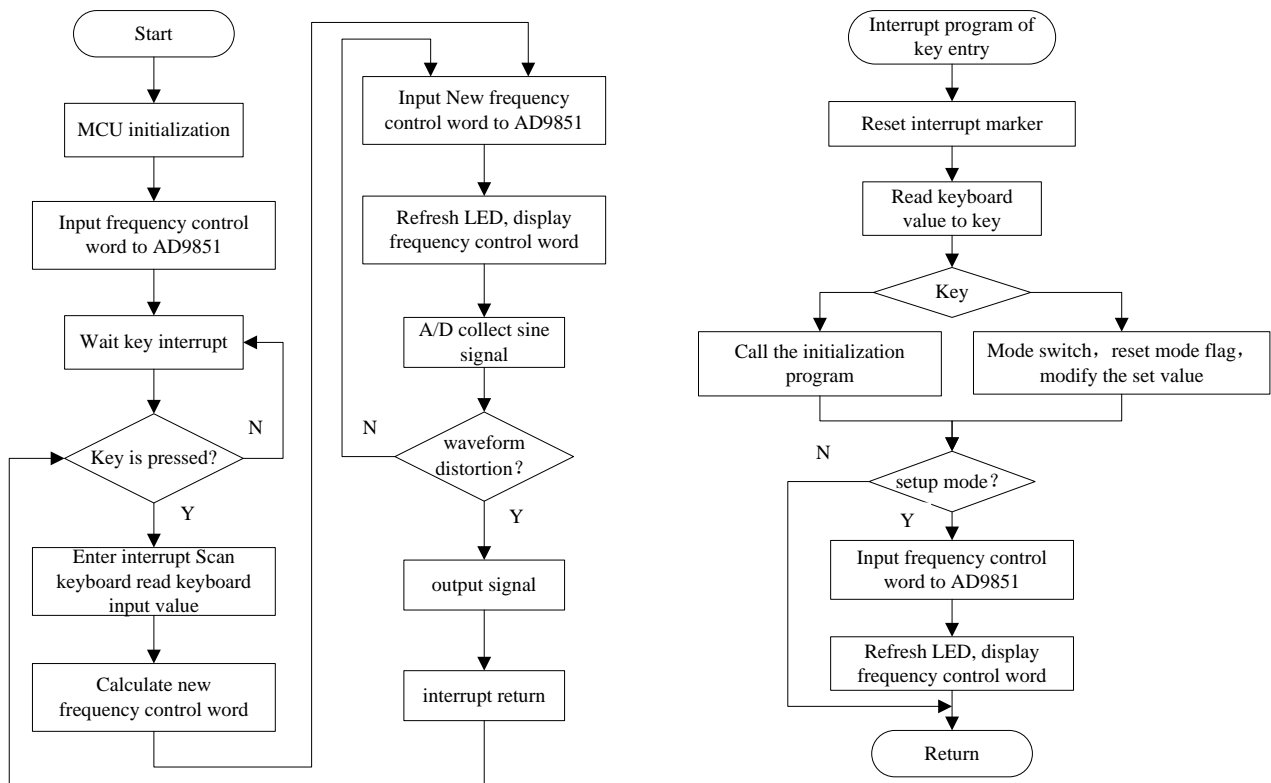 Start
MCU initialization
Input frequency control
word to AD9851
Wait key interrupt
N
Key is pressed?
Y
Enter interrupt Scan
keyboard read keyboard
input value
Calculate new
frequency control word
Input New frequency
control word to AD9851
Refresh LED, display
frequency control word
A/D collect sine
signal
N
waveform
distortion？
Y
output signal
interrupt return
Interrupt program of
key entry
Reset interrupt marker
Read keyboard
value to key
Key
Call the initialization
program
Mode switch，reset mode flag，
modify the set value
N
setup mode？
Y
Input frequency control
word to AD9851
Refresh LED, display
frequency control word
Return